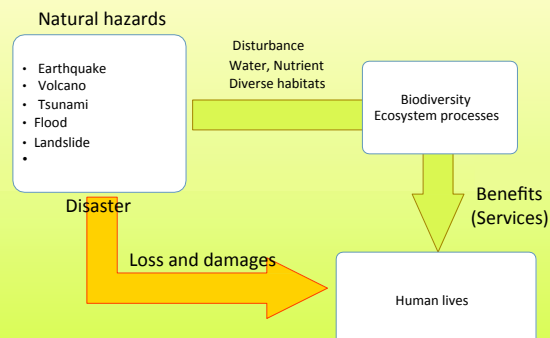 Natural hazards
• Earthquake
• Volcano
• Tsunami
• Flood
• Landslide
•
Disturbance
Water, Nutrient
Diverse habitats
Biodiversity
Ecosystem processes
Benefits
(Services)
Disaster
Loss and damages
Human lives